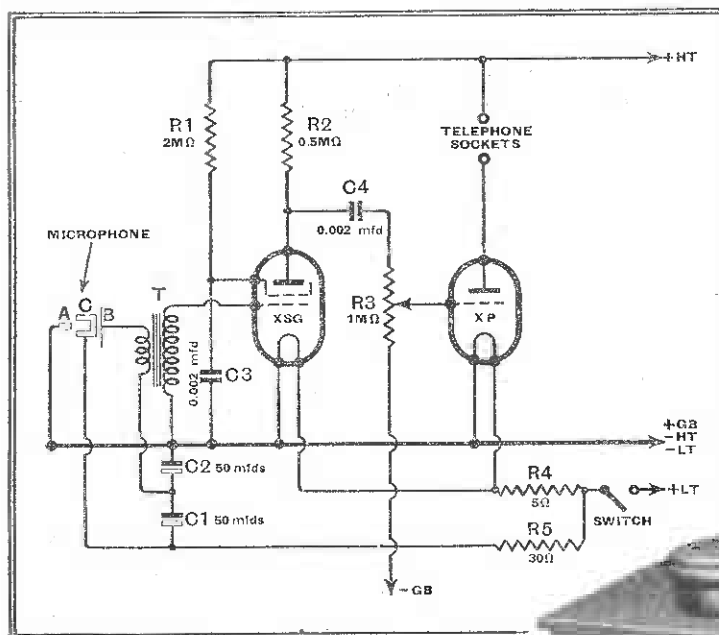 +HT
R1
2MΩ
R2
0.5MΩ
TELEPHONE
SOCKETS
C4
0.002 mfd
MICROPHONE
A
C
B
T
XSG
R3
1MΩ
XP
C3
0.002 mfd
+GB
-HT
-LT
C2 50 mfds
R4
5Ω
+LT
SWITCH
C1 50 mfds
R5
30Ω
-GB